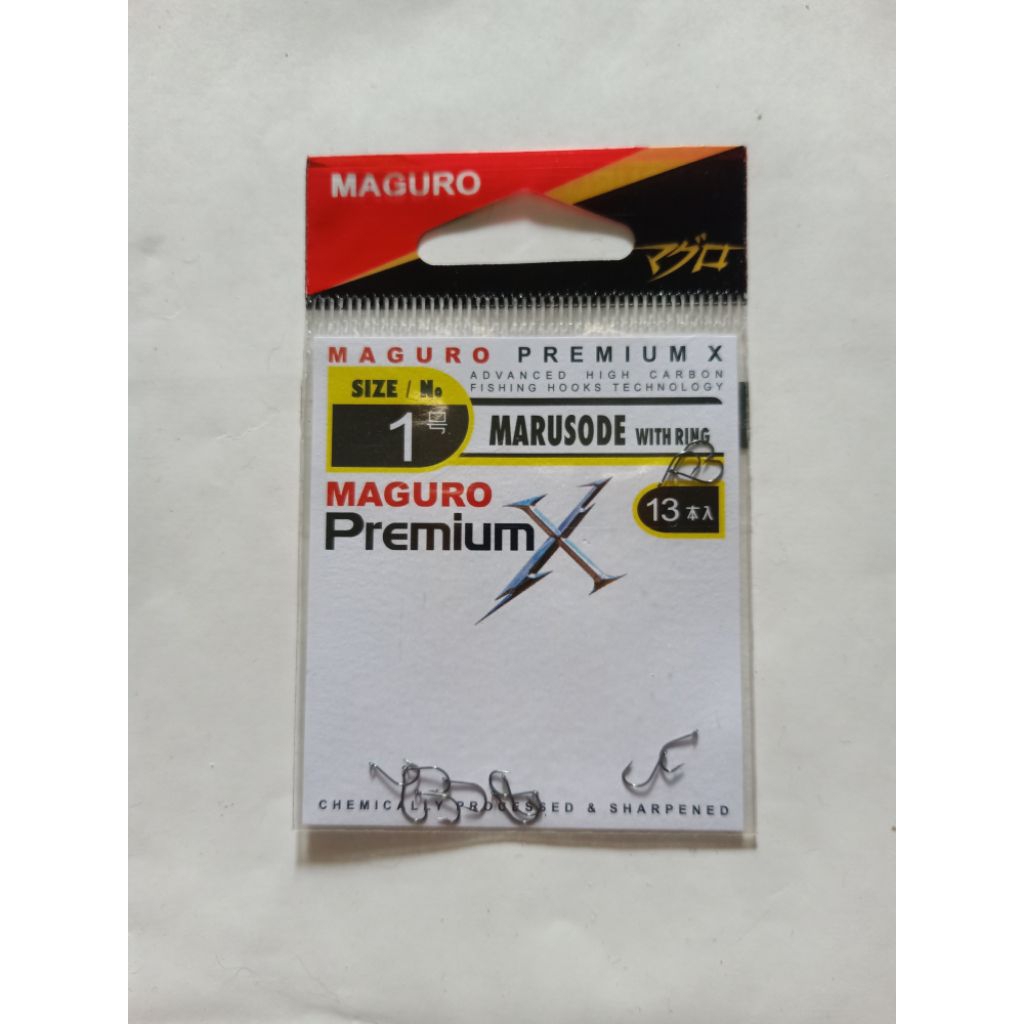 MAGURO
マグロ
MAGURO PREMIUM X
ADVANCED HIGH CARBON
FISHING HOOKS TECHNOLOGY
SIZE / No
1号
MARUSODE WITH RING
MAGURO
PremiumX
13本入
CHEMICALLY PROCESSED & SHARPENED